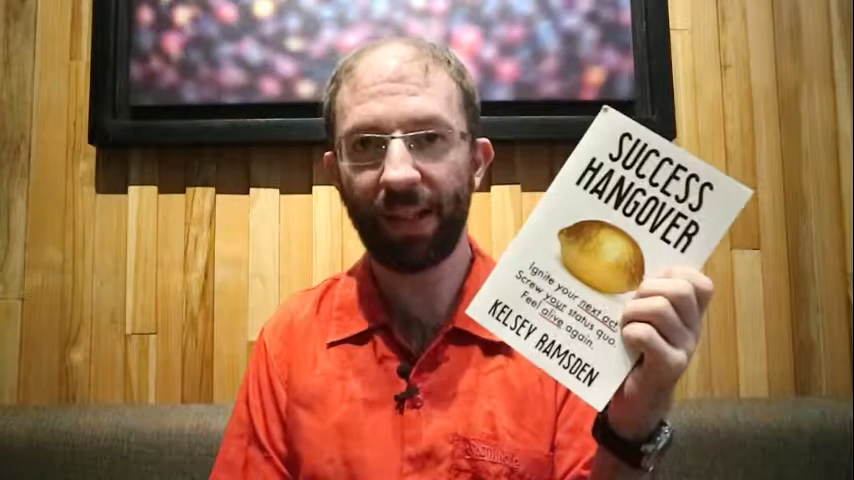 SUCCESS
HANGOVER
Ignite your next act.
Screw your status quo.
Feel alive again.
KELSEY RAMSDEN